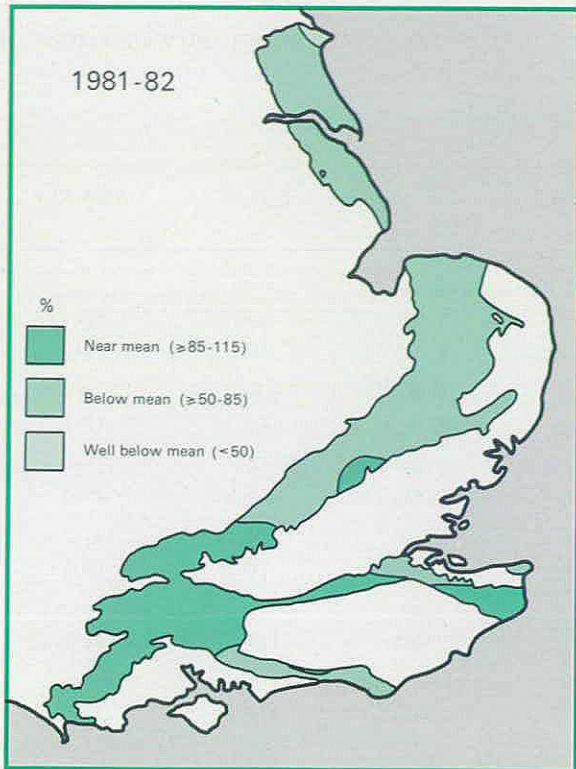 1981-82
%
Near mean (≥85-115)
Below mean (≥50-85)
Well below mean (<50)